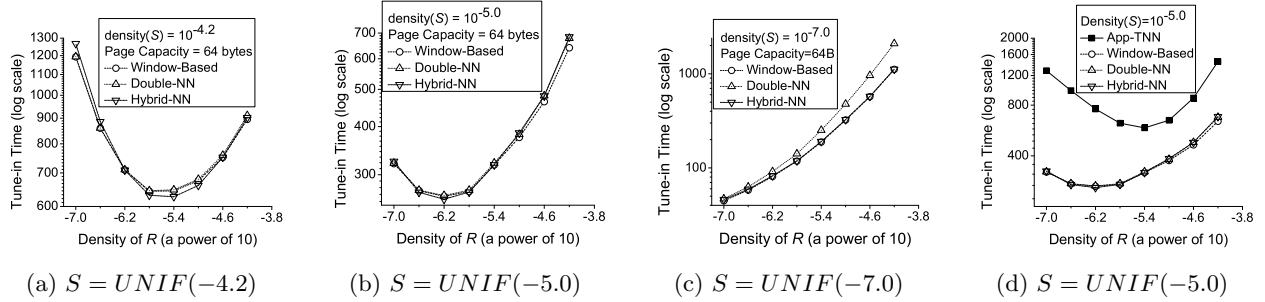 density(S) = 10^-4.2
Page Capacity = 64 bytes
Window-Based
Double-NN
Hybrid-NN
Tune-in Time (log scale)
1300
1200
1100
1000
900
800
700
600
-7.0 -6.2 -5.4 -4.6 -3.8
Density of R (a power of 10)
(a) S = UNIF(−4.2)
density(S) = 10^-5.0
Page Capacity = 64 bytes
Window-Based
Double-NN
Hybrid-NN
Tune-in Time (log scale)
700
600
500
400
300
-7.0 -6.2 -5.4 -4.6 -3.8
Density of R (a power of 10)
(b) S = UNIF(−5.0)
density(S) = 10^-7.0
Page Capacity=64B
Window-Based
Double-NN
Hybrid-NN
Tune-in Time (log scale)
1000
100
-7.0 -6.2 -5.4 -4.6 -3.8
Density of R (a power of 10)
(c) S = UNIF(−7.0)
Density(S)=10^-5.0
App-TNN
Window-Based
Double-NN
Hybrid-NN
Tune-in Time (log scale)
2000
1600
1200
800
400
-7.0 -6.2 -5.4 -4.6 -3.8
Density of R (a power of 10)
(d) S = UNIF(−5.0)